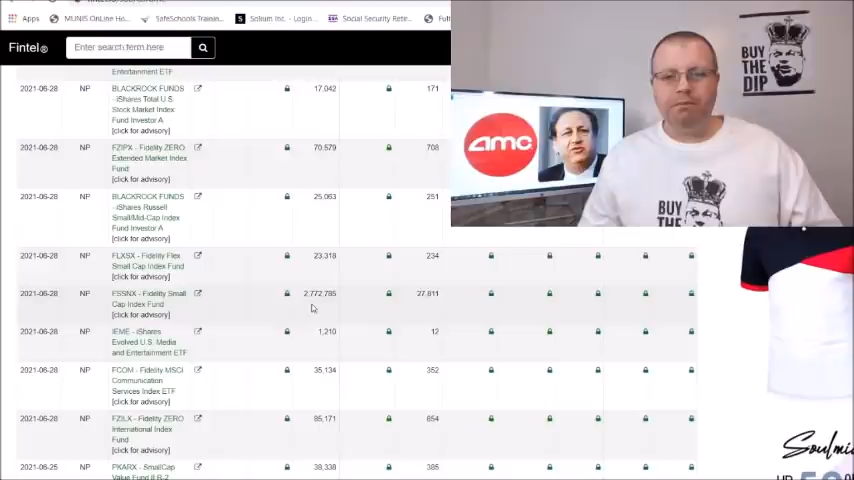 Apps MUNIS OnLine Ho... SafeSchools Trainin... Solium Inc. - Login... Social Security Rete...
Fintel®
Enter search term here
Entertainment ETF
2021-06-28 NP BLACKROCK FUNDS 17,042 171
- iShares Total U.S.
Stock Market Index
Fund Investor A
[click for advisory]
2021-06-28 NP FZIPX - Fidelity ZERO 70,579 708
Extended Market Index
Fund
[click for advisory]
2021-06-28 NP BLACKROCK FUNDS 25,063 251
- iShares Russell
Small/Mid-Cap Index
Fund Investor A
[click for advisory]
2021-06-28 NP FLXSX - Fidelity Flex 23,318 234
Small Cap Index Fund
[click for advisory]
2021-06-28 NP FSSNX - Fidelity Small 2,772,785 27,811
Cap Index Fund
[click for advisory]
2021-06-28 NP IEME - iShares 1,210 12
Evolved U.S. Media
and Entertainment ETF
2021-06-28 NP FCOM - Fidelity MSCI 35,134 352
Communication
Services Index ETF
[click for advisory]
2021-06-28 NP FZILX - Fidelity ZERO 85,171 854
International Index
Fund
[click for advisory]
2021-06-25 NP PKARX - SmallCap 38,338 385
Value Fund II R-2
amc
BUY
THE
DIP
BUY
THE